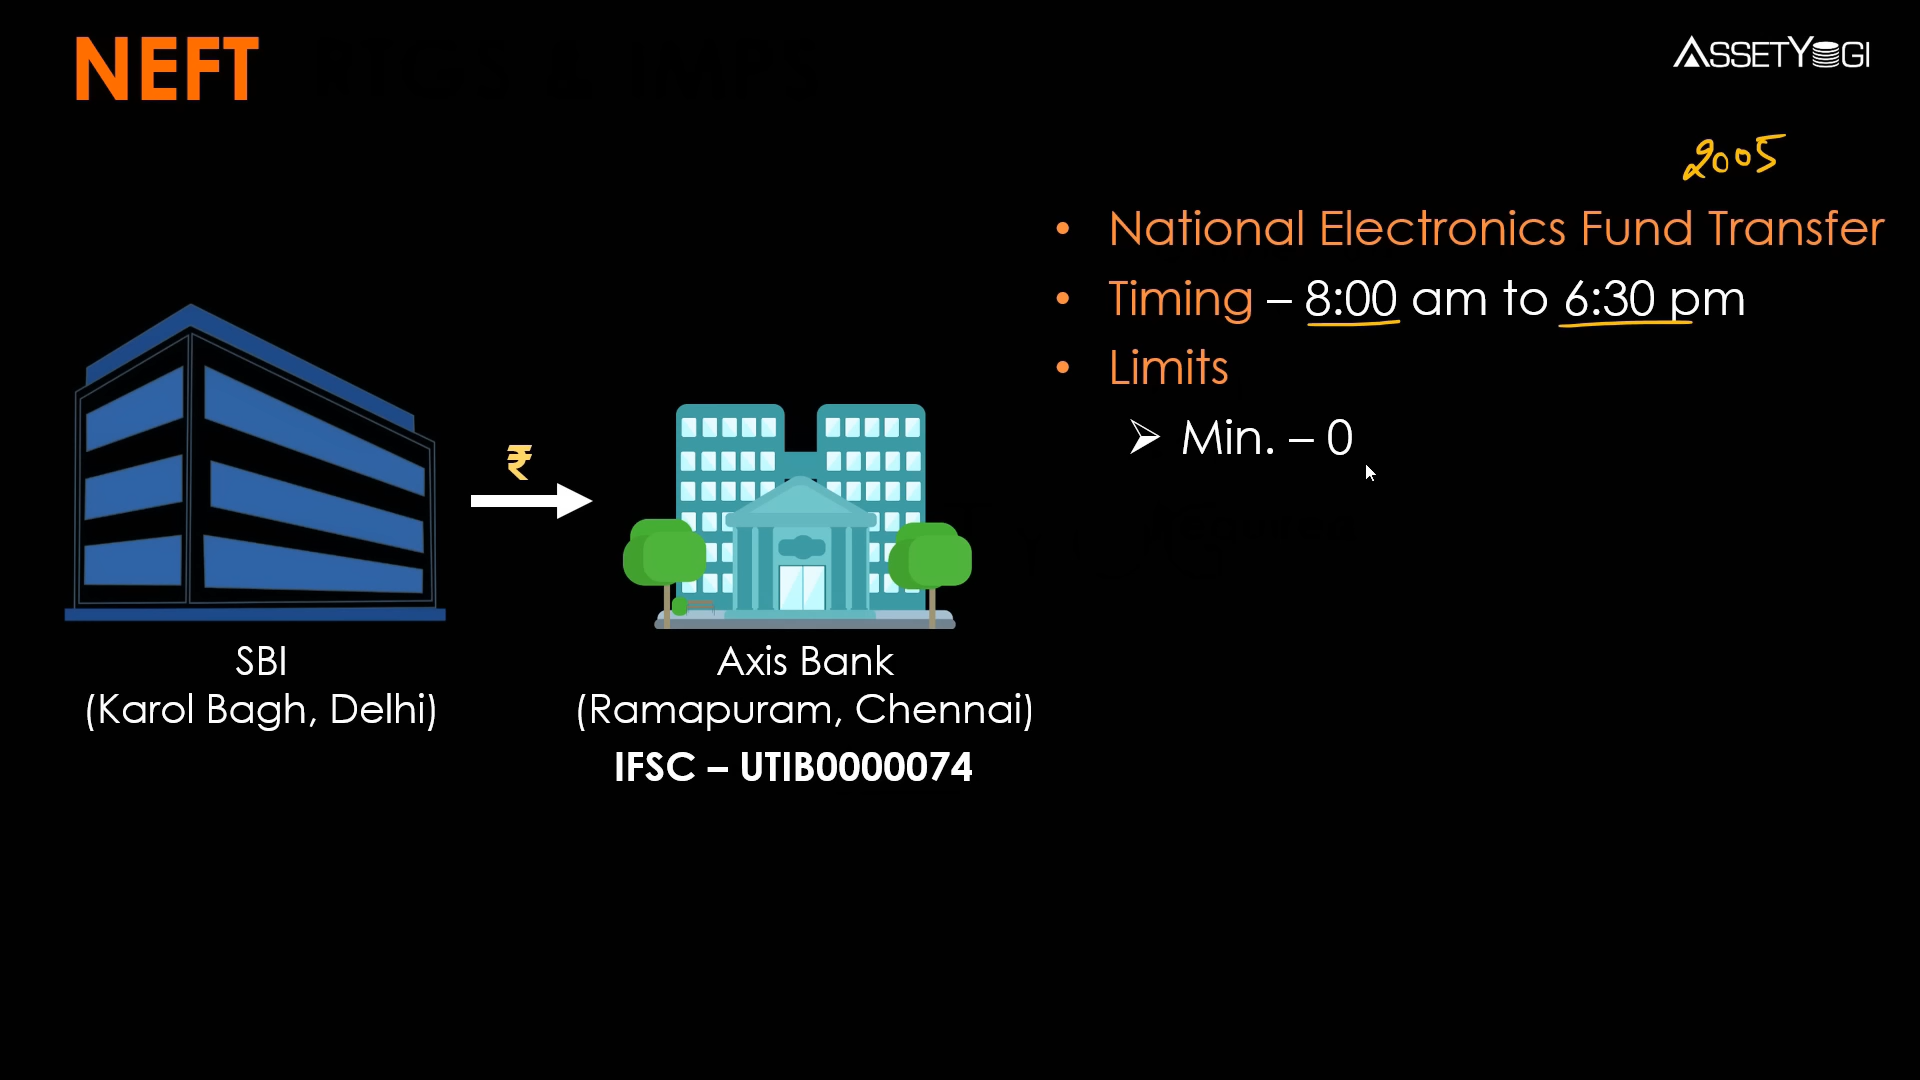 NEFT
ASSETYOGI
2005
• National Electronics Fund Transfer
• Timing – 8:00 am to 6:30 pm
• Limits
➢ Min. – 0
₹
SBI
(Karol Bagh, Delhi)
Axis Bank
(Ramapuram, Chennai)
IFSC – UTIB0000074